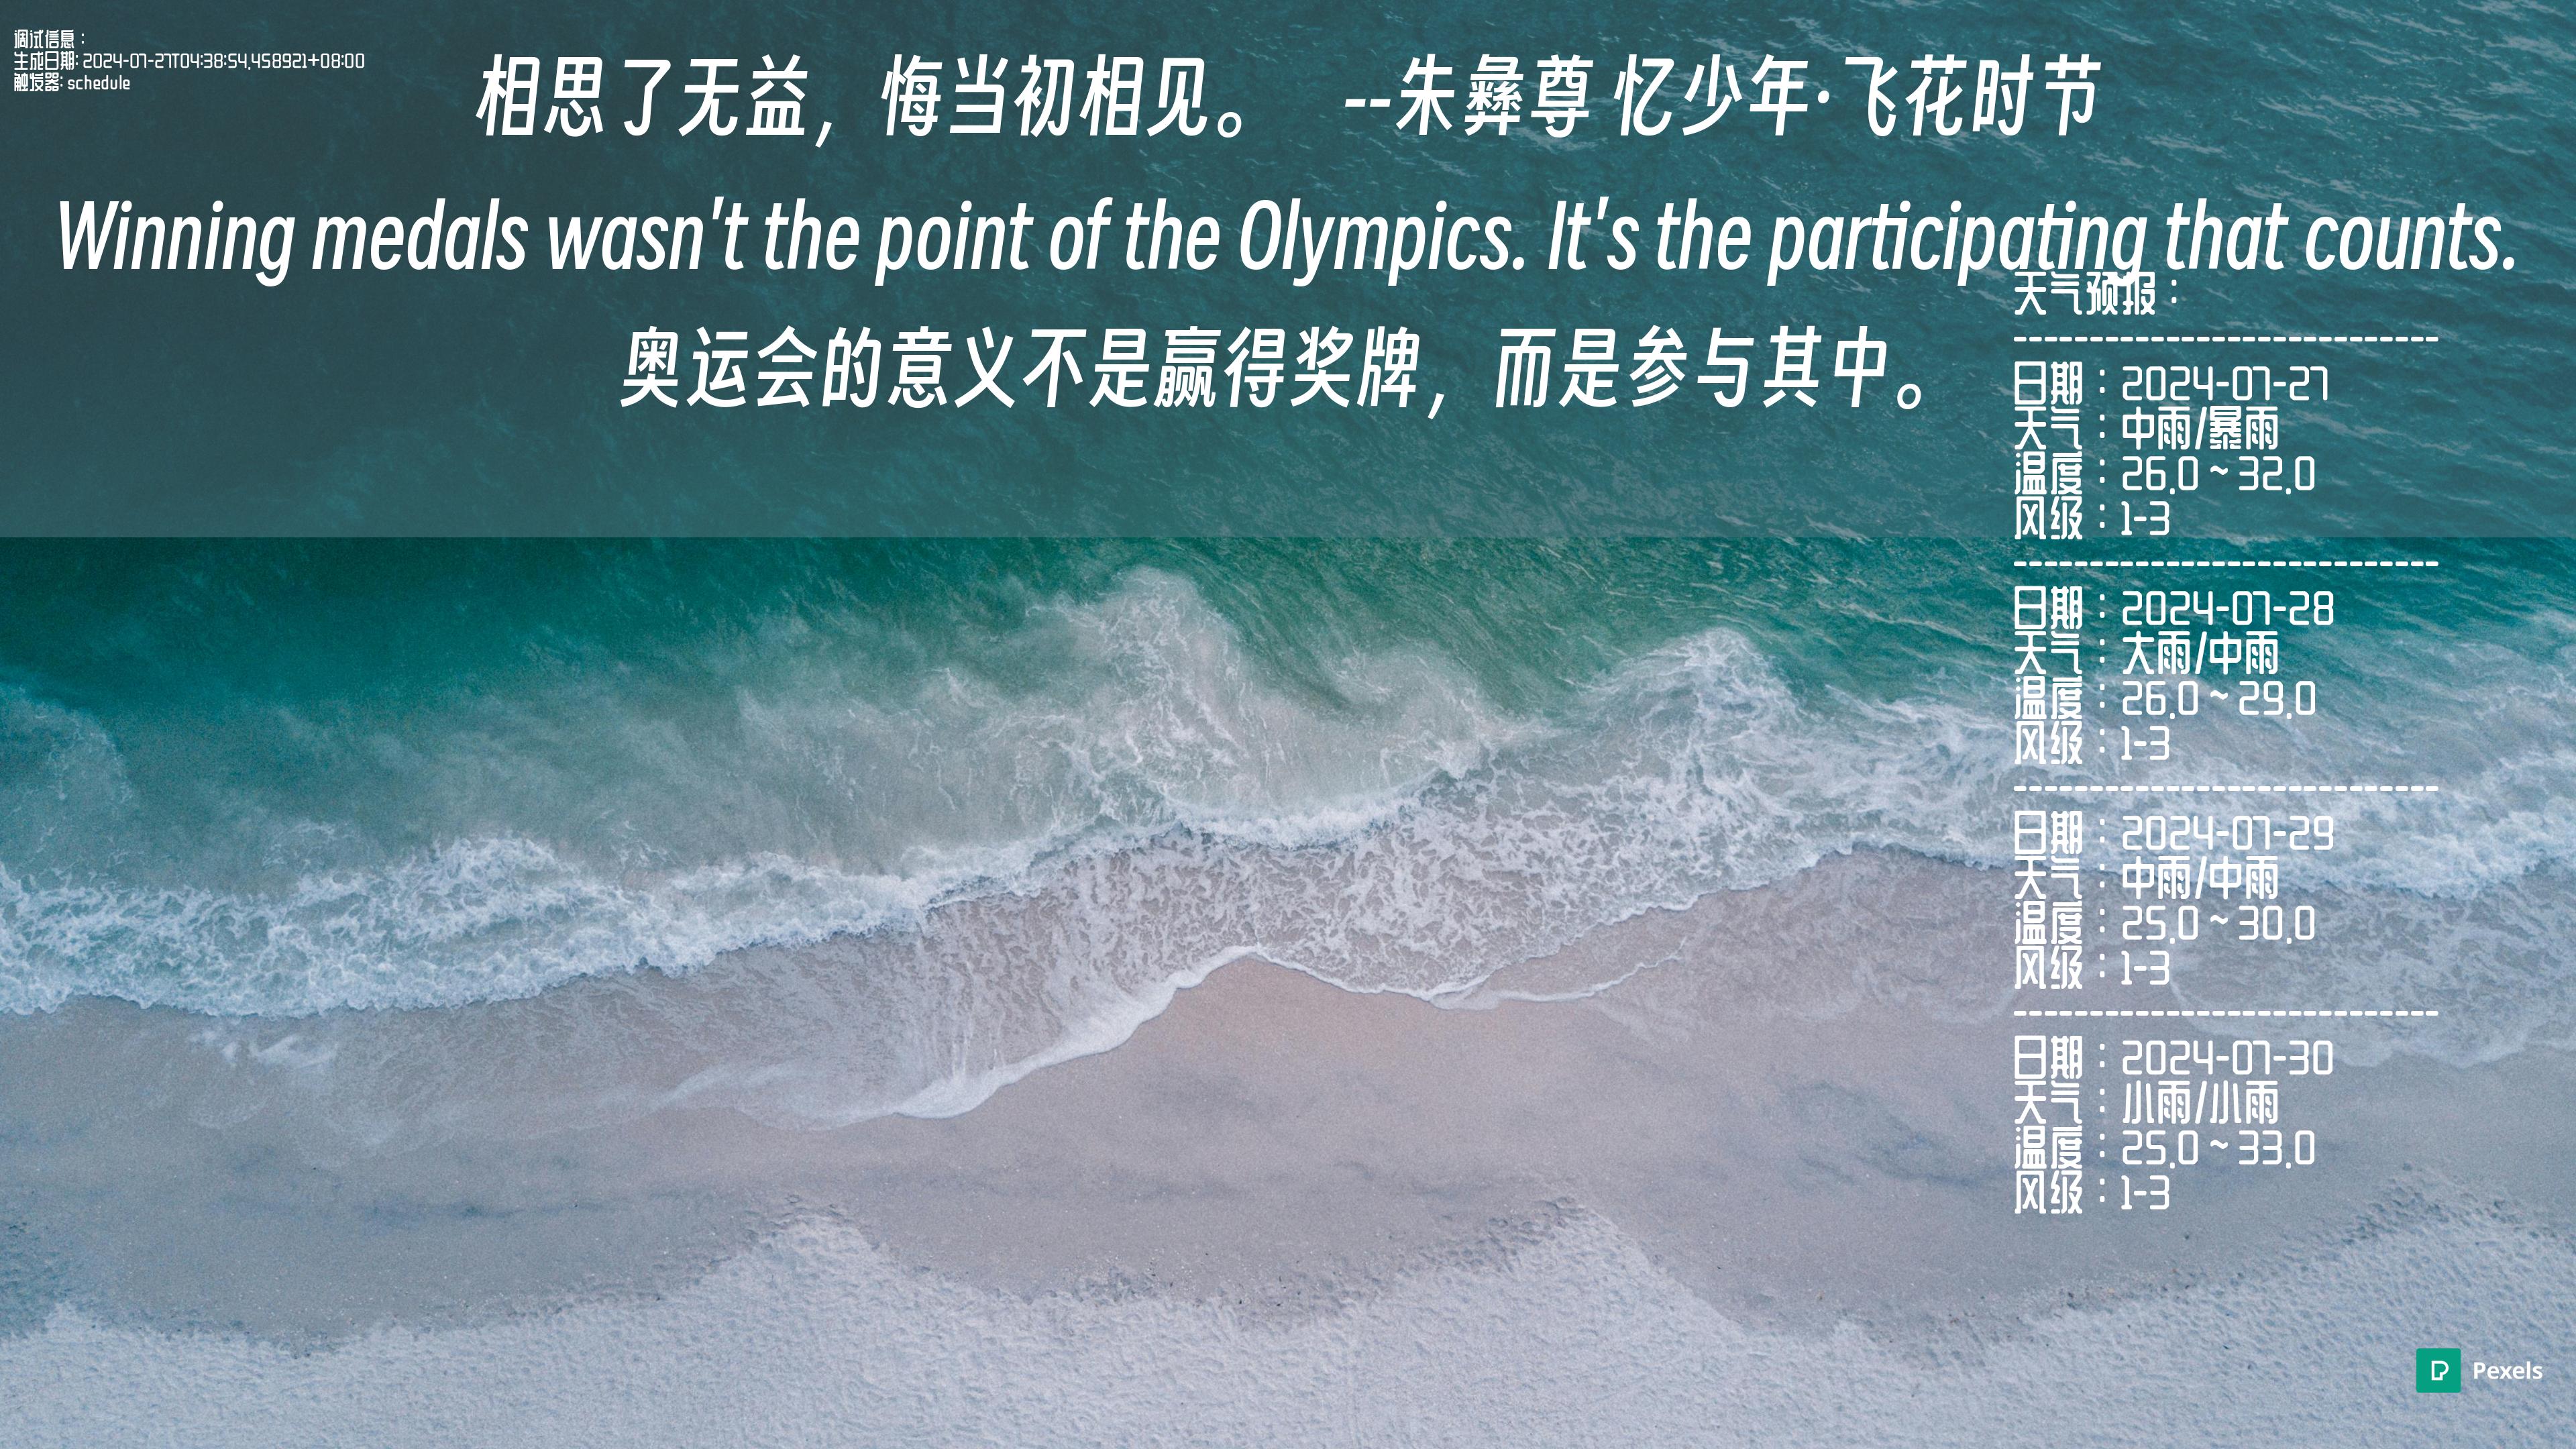 调试信息：
生成日期: 2024-07-27T04:38:54.458921+08:00
触发器: schedule
相思了无益，悔当初相见。 --朱彝尊 忆少年·飞花时节
Winning medals wasn't the point of the Olympics. It's the participating that counts.
奥运会的意义不是赢得奖牌，而是参与其中。
天气预报：
----------------------------
日期：2024-07-27
天气：中雨/暴雨
温度：26.0 ~ 32.0
风级：1-3
----------------------------
日期：2024-07-28
天气：大雨/中雨
温度：26.0 ~ 29.0
风级：1-3
----------------------------
日期：2024-07-29
天气：中雨/中雨
温度：25.0 ~ 30.0
风级：1-3
----------------------------
日期：2024-07-30
天气：小雨/小雨
温度：25.0 ~ 33.0
风级：1-3
Pexels